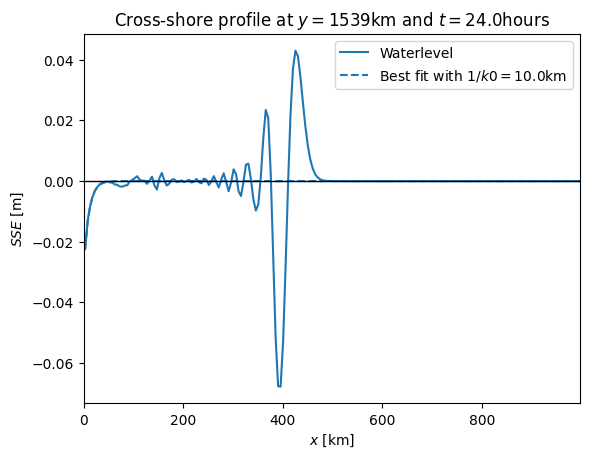 Cross-shore profile at y = 1539km and t = 24.0hours
Waterlevel
Best fit with 1/k0 = 10.0km
0.04
0.02
0.00
−0.02
−0.04
−0.06
SSE [m]
0 200 400 600 800
x [km]